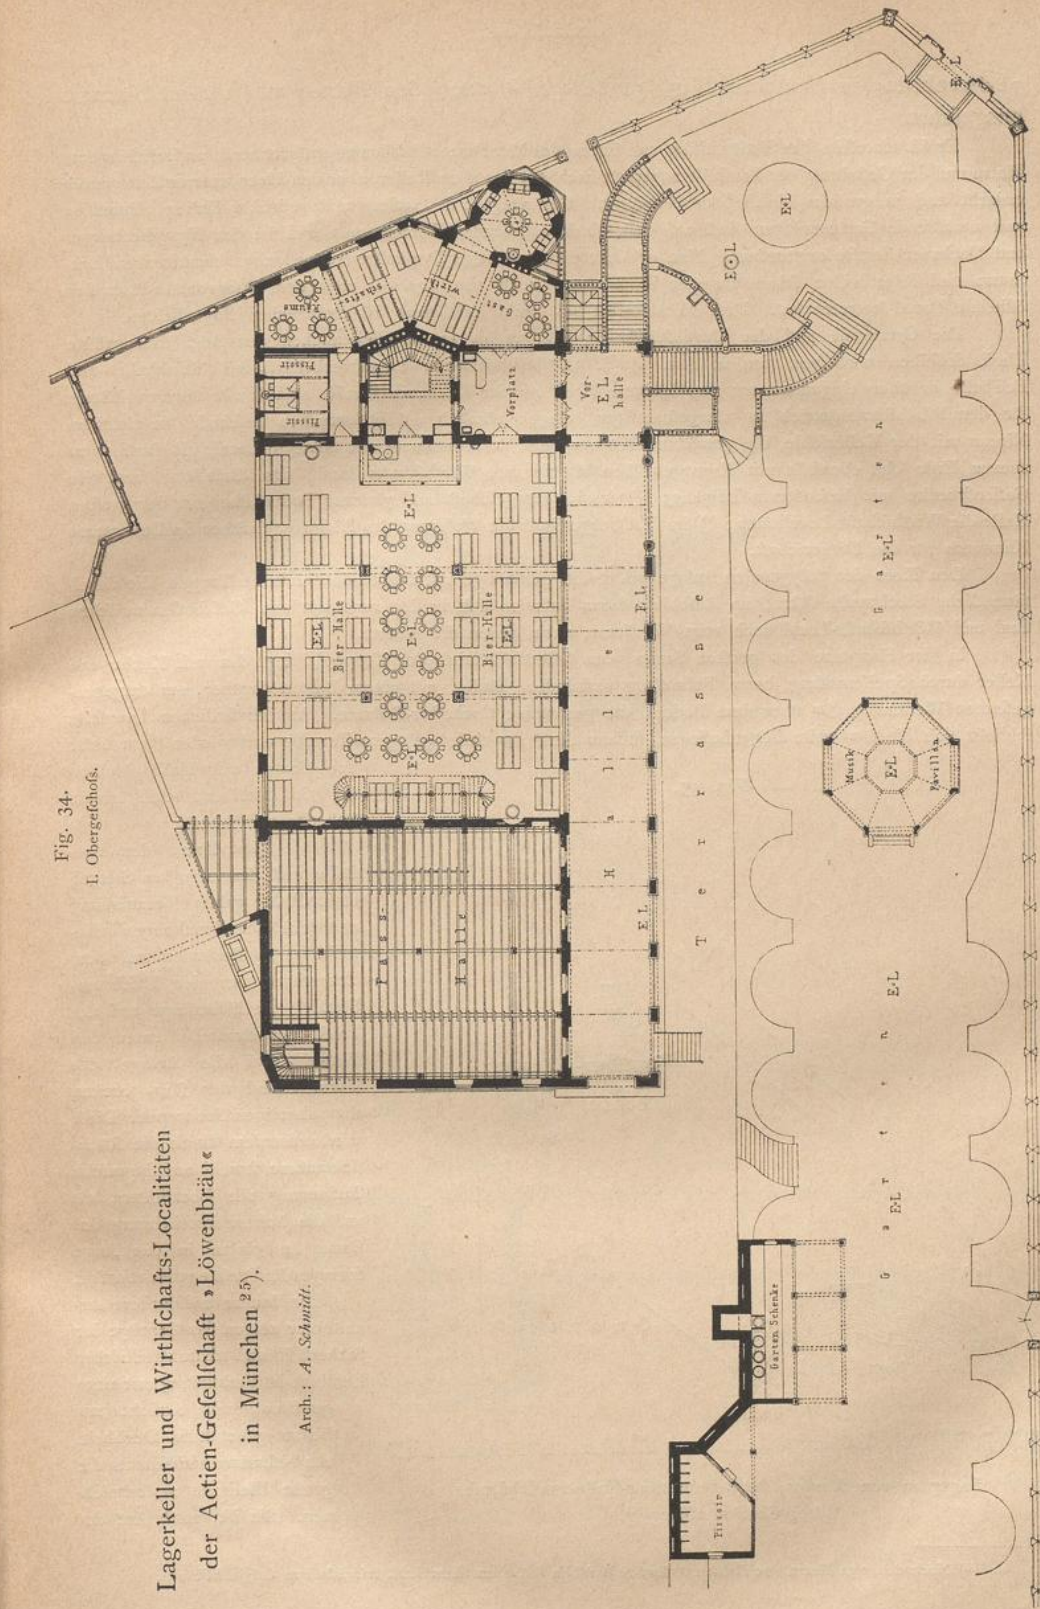 Fig. 34.
I. Obergeſchoſs.
Lagerkeller und Wirthſchafts-Localitäten
der Actien-Geſellſchaft »Löwenbräu«
in München 25).
Arch.: A. Schmidt.
E·L
E·L
E·L
Gast
wirth
schafts-
Räume
Pissoir
Pissoir
Vorplatz
Vor-
E L
halle
E·L
E·L
Bier-Halle
E·L
E·L
Bier-Halle
E·L
E·L
E L
Halle
E L
Terrasse
Fass-
Halle
Garten
E·L
Musik
E·L
Pavillon
E·L
Garten
E·L
Garten Schenke
Pissoir